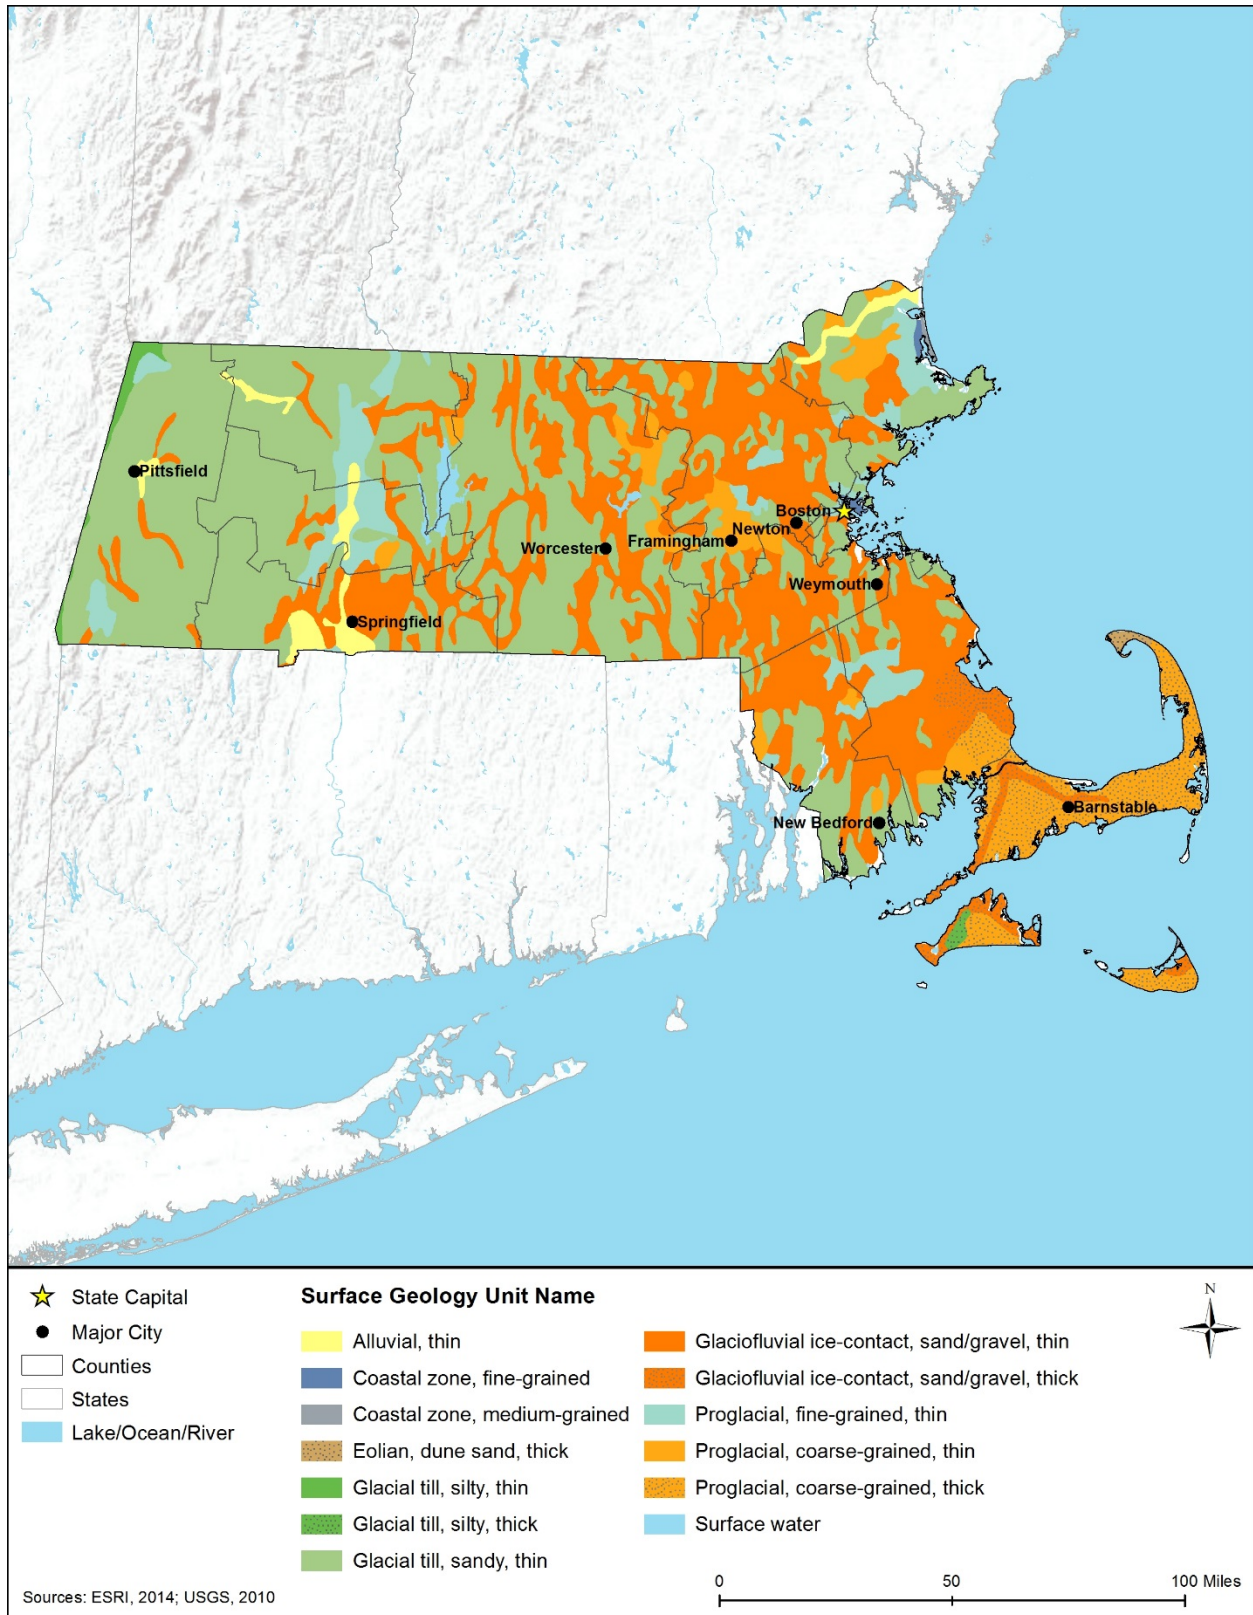 Pittsfield
Boston
Newton
Framingham
Worcester
Weymouth
Springfield
Barnstable
New Bedford
State Capital
Major City
Counties
States
Lake/Ocean/River
Surface Geology Unit Name
Alluvial, thin
Coastal zone, fine-grained
Coastal zone, medium-grained
Eolian, dune sand, thick
Glacial till, silty, thin
Glacial till, silty, thick
Glacial till, sandy, thin
Glaciofluvial ice-contact, sand/gravel, thin
Glaciofluvial ice-contact, sand/gravel, thick
Proglacial, fine-grained, thin
Proglacial, coarse-grained, thin
Proglacial, coarse-grained, thick
Surface water
N
Sources: ESRI, 2014; USGS, 2010
0 50 100 Miles